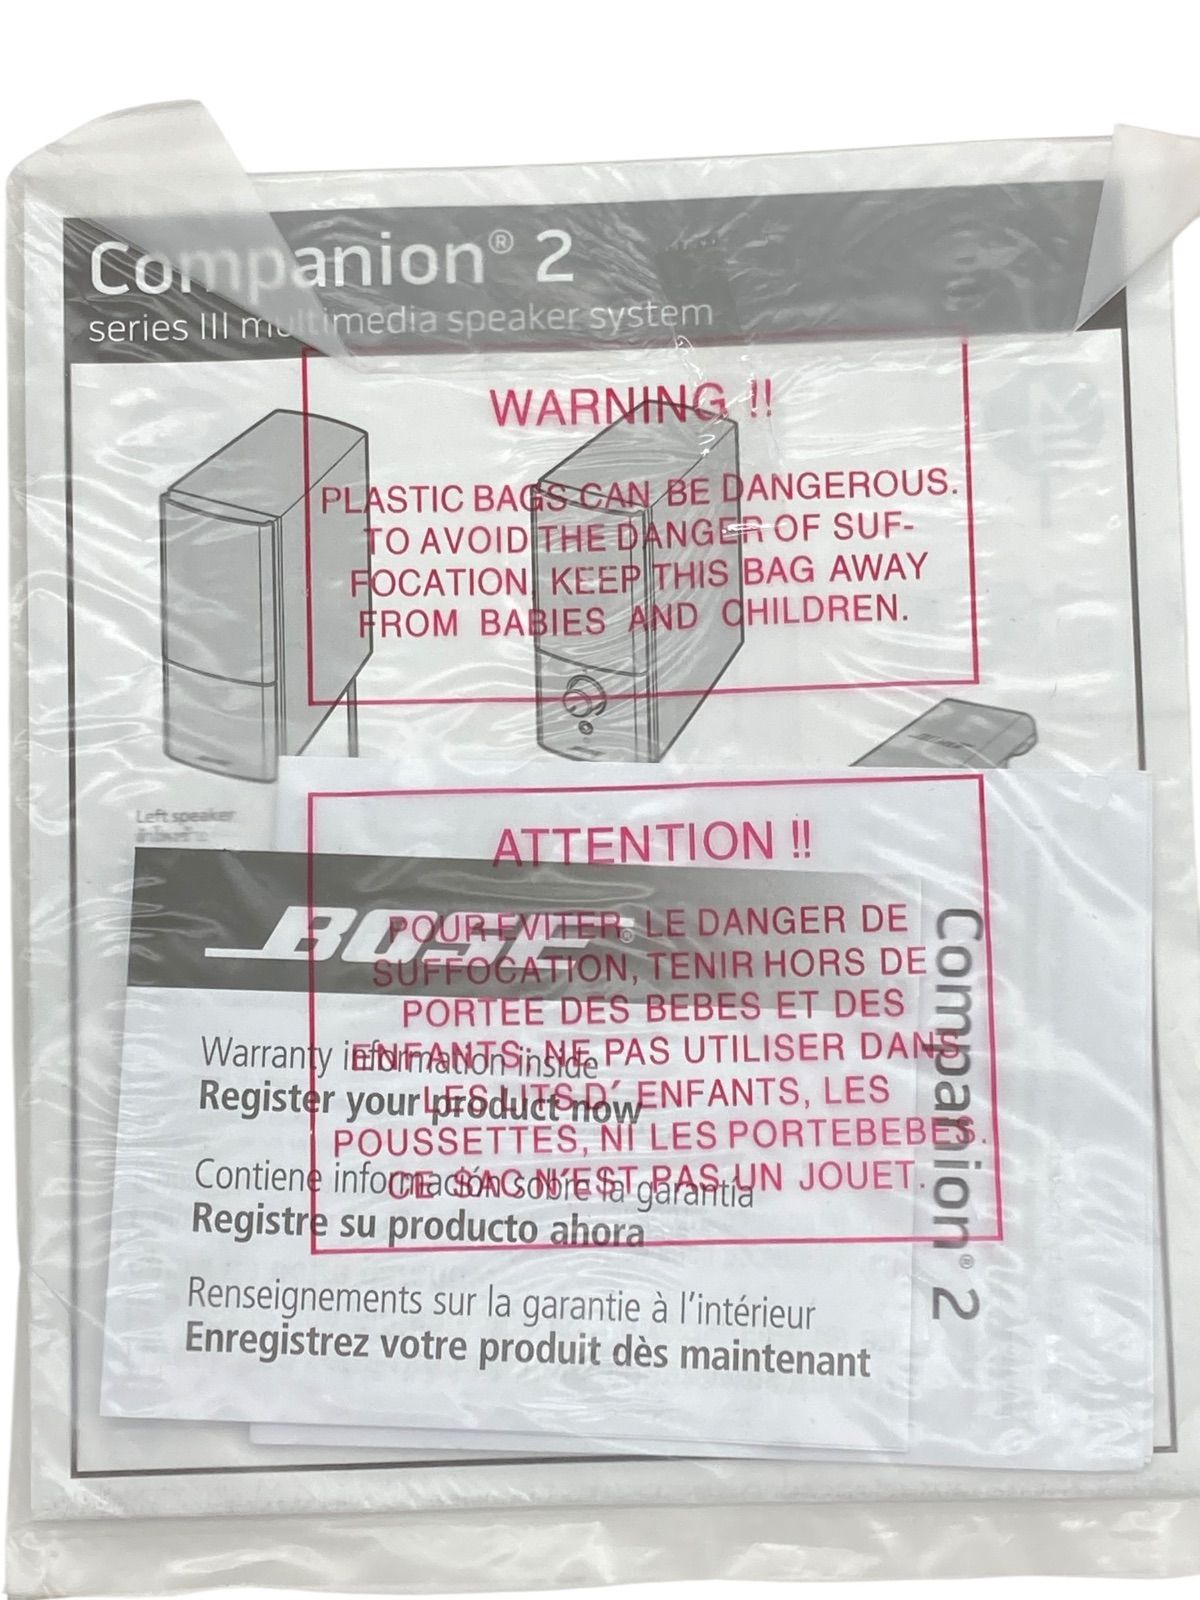 Companion® 2
series III multimedia speaker system
WARNING !!
PLASTIC BAGS CAN BE DANGEROUS.
TO AVOID THE DANGER OF SUF-
FOCATION, KEEP THIS BAG AWAY
FROM BABIES AND CHILDREN.
Left speaker
ATTENTION !!
POUR EVITER LE DANGER DE
SUFFOCATION, TENIR HORS DE
PORTEE DES BEBES ET DES
ENFANTS, NE PAS UTILISER DANS
LES LITS D´ ENFANTS, LES
POUSSETTES, NI LES PORTEBEBES.
CE SAC N´EST PAS UN JOUET.
BOSE®
Warranty information inside
Register your product now
Contiene información sobre la garantía
Registre su producto ahora
Renseignements sur la garantie à l'intérieur
Enregistrez votre produit dès maintenant
Companion® 2